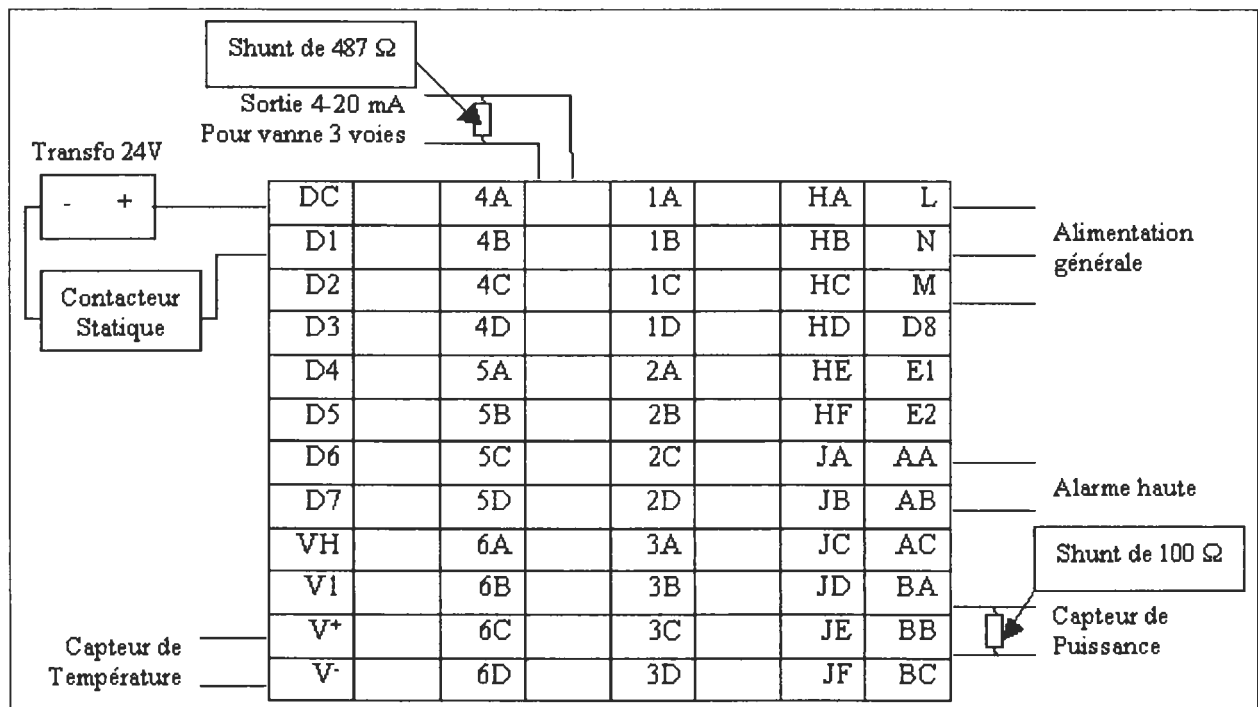 Shunt de 487 Ω
Sortie 4-20 mA
Pour vanne 3 voies
Transfo 24V
- +
Contacteur
Statique
DC 4A 1A HA L
D1 4B 1B HB N
D2 4C 1C HC M
D3 4D 1D HD D8
D4 5A 2A HE E1
D5 5B 2B HF E2
D6 5C 2C JA AA
D7 5D 2D JB AB
VH 6A 3A JC AC
V1 6B 3B JD BA
V+ 6C 3C JE BB
V- 6D 3D JF BC
Alimentation
générale
Alarme haute
Shunt de 100 Ω
Capteur de
Puissance
Capteur de
Température